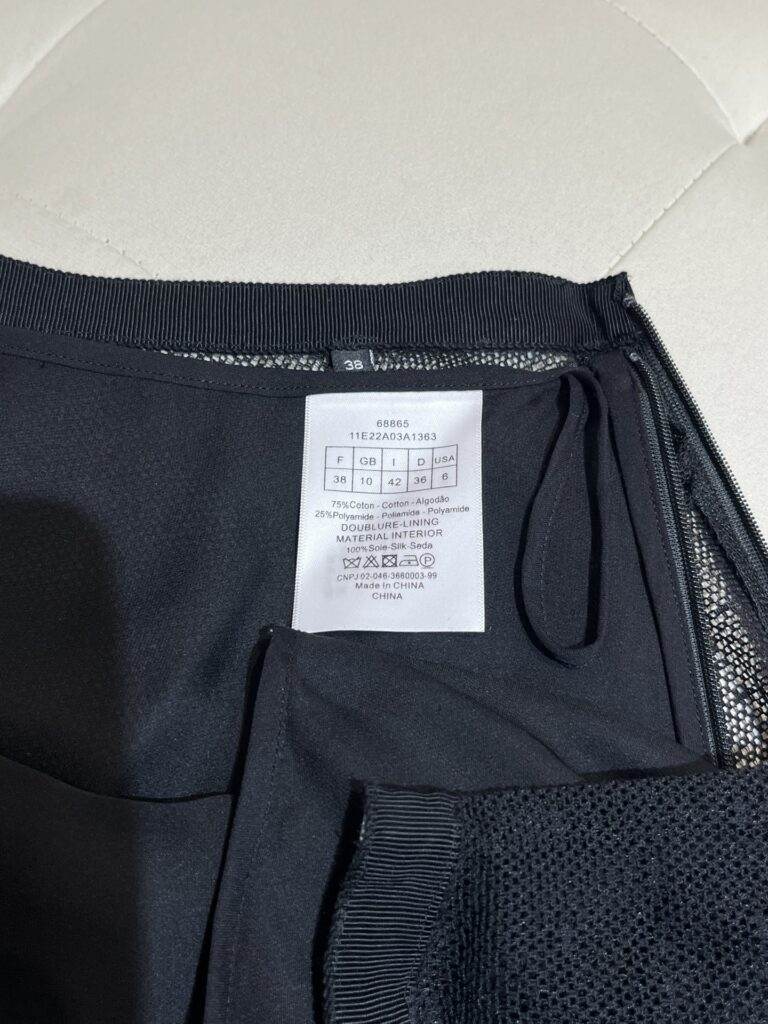 38
68865
11E22A03A1363
F GB I D USA
38 10 42 36 6
75%Coton - Cotton - Algodão
25%Polyamide - Poliamide - Polyamide
DOUBLURE-LINING
MATERIAL INTERIOR
100%Soie-Silk-Seda
P
CNPJ 02-046-3660003-99
Made in CHINA
CHINA